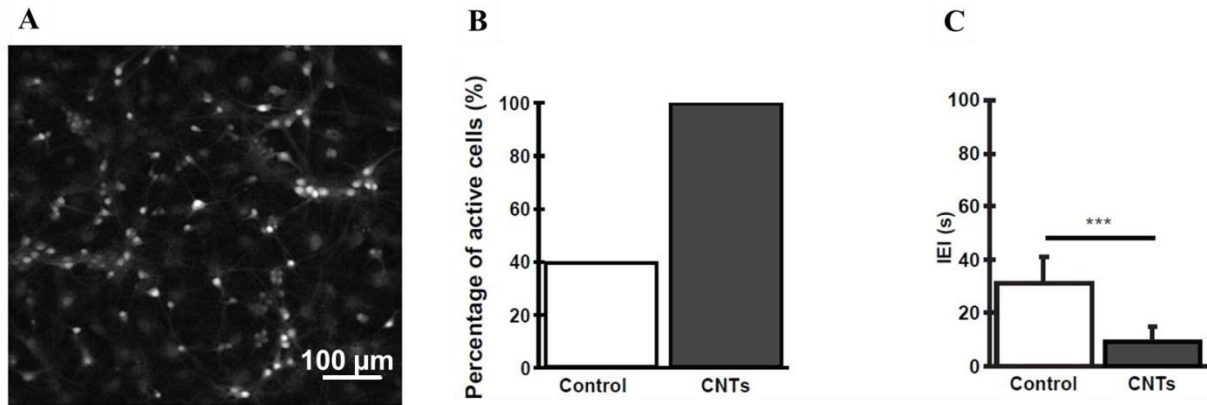 A
100 µm
B
Percentage of active cells (%)
100
80
60
40
20
0
Control CNTs
C
IEI (s)
100
80
60
40
20
0
***
Control CNTs